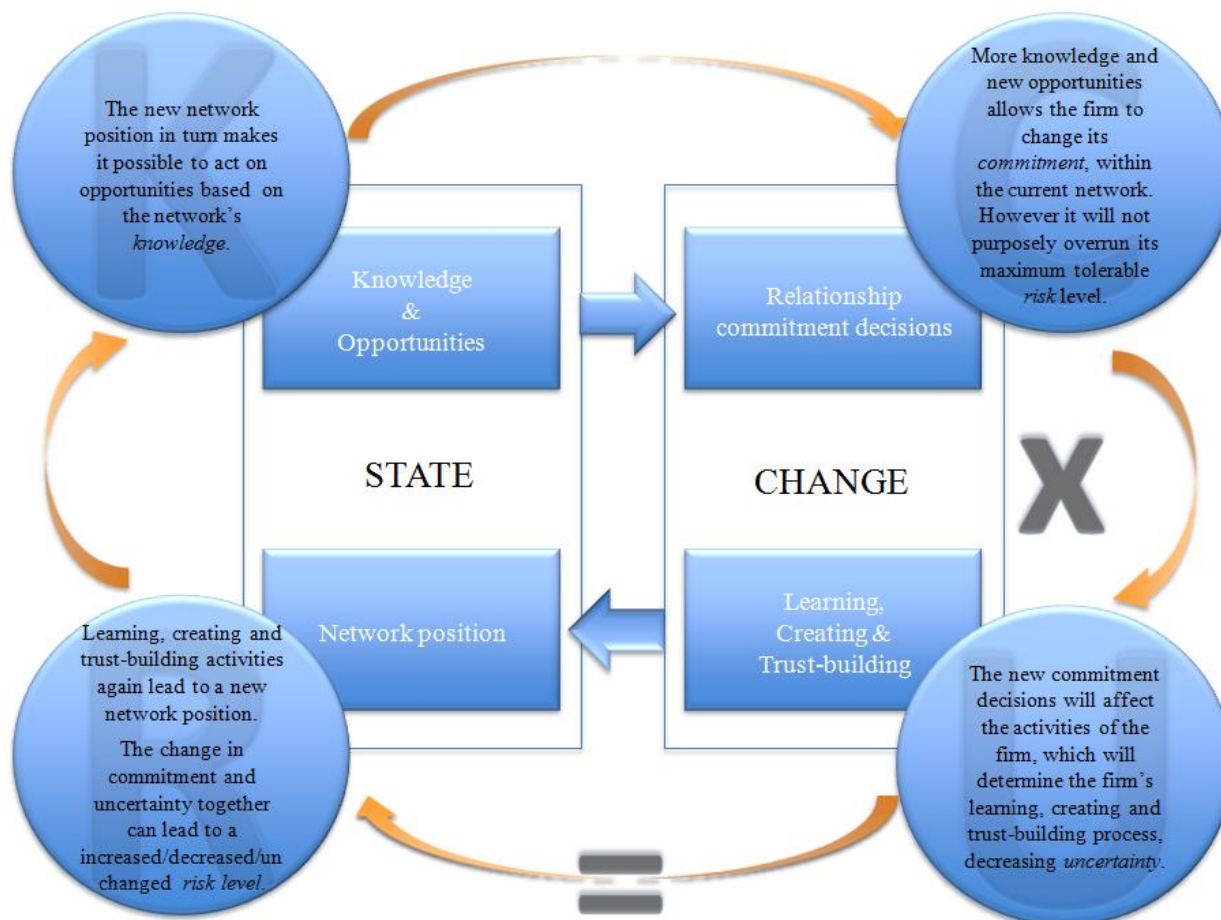 K
The new network
position in turn makes
it possible to act on
opportunities based on
the network's
knowledge.
C
More knowledge and
new opportunities
allows the firm to
change its
commitment, within
the current network.
However it will not
purposely overrun its
maximum tolerable
risk level.
Knowledge
&
Opportunities
Relationship
commitment decisions
STATE
CHANGE
X
Network position
Learning,
Creating &
Trust-building
R
Learning, creating and
trust-building activities
again lead to a new
network position.
The change in
commitment and
uncertainty together
can lead to a
increased/decreased/un
changed risk level.
=
U
The new commitment
decisions will affect
the activities of the
firm, which will
determine the firm's
learning, creating and
trust-building process,
decreasing uncertainty.